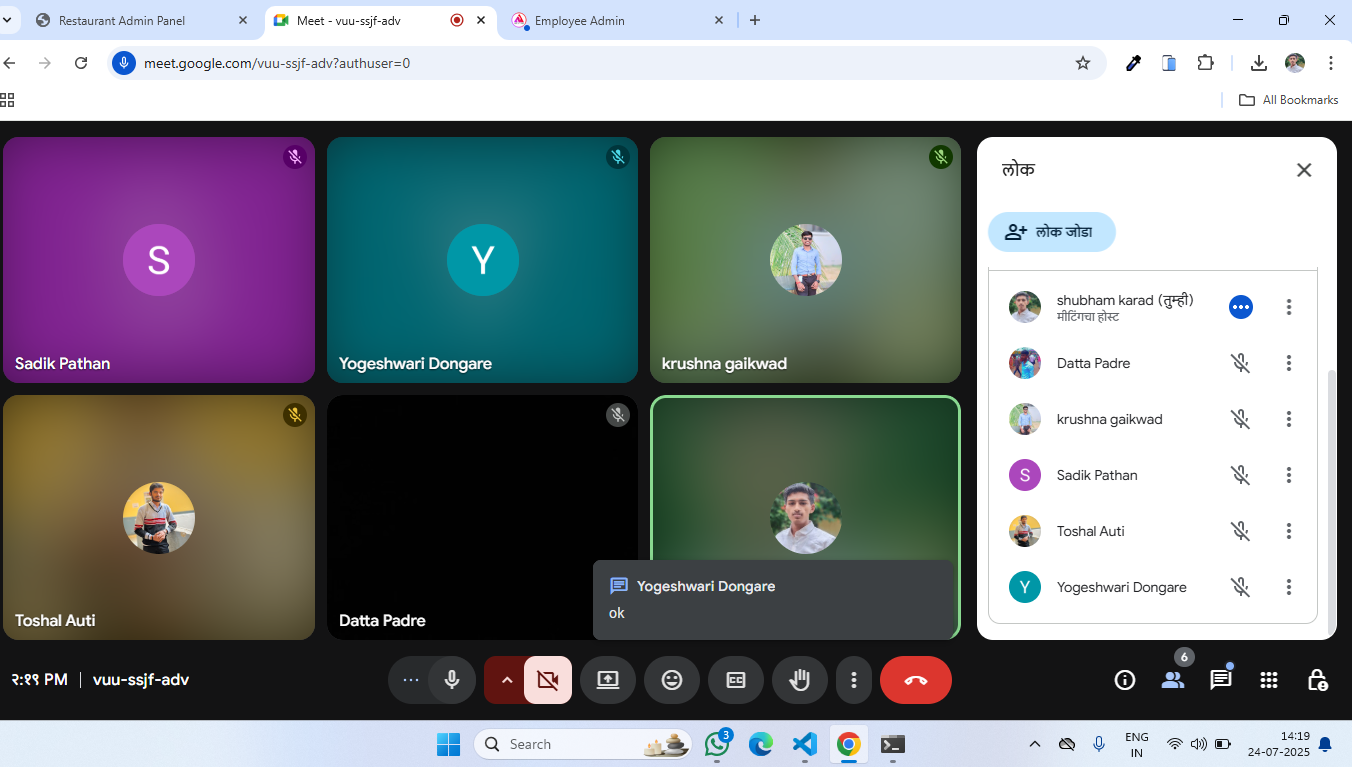 Restaurant Admin Panel
Meet - vuu-ssjf-adv
Employee Admin
meet.google.com/vuu-ssjf-adv?authuser=0
All Bookmarks
S
Sadik Pathan
Y
Yogeshwari Dongare
krushna gaikwad
Toshal Auti
Datta Padre
Yogeshwari Dongare
ok
लोक
लोक जोडा
shubham karad (तुम्ही)
मीटिंगचा होस्ट
Datta Padre
krushna gaikwad
S
Sadik Pathan
Toshal Auti
Y
Yogeshwari Dongare
२:१९ PM
vuu-ssjf-adv
CC
6
Search
3
ENG
IN
14:19
24-07-2025